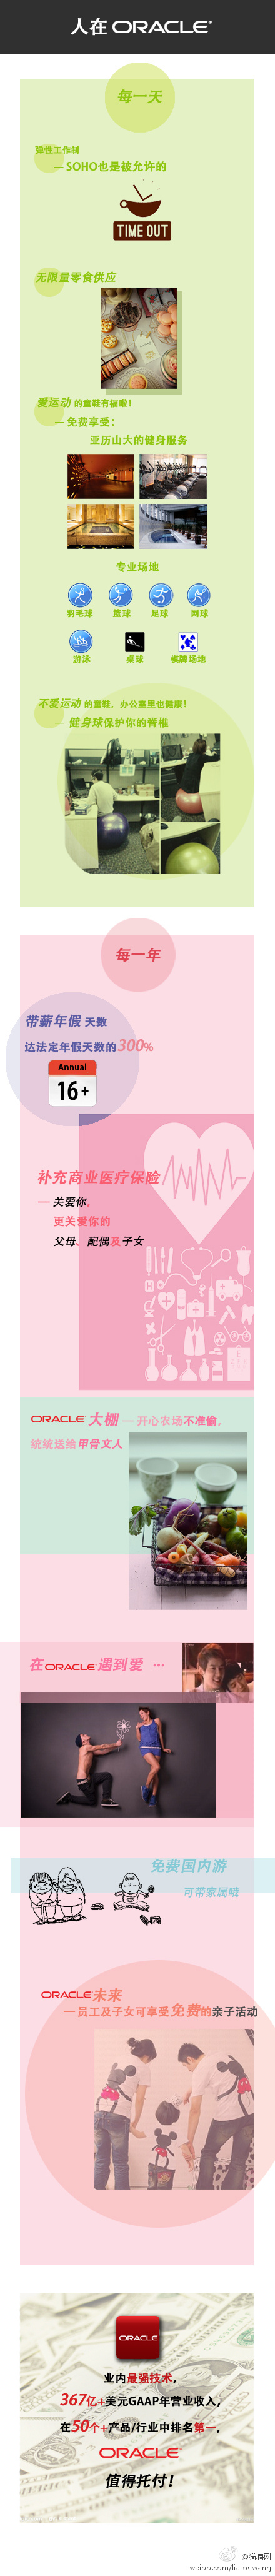 人在 ORACLE
每一天
弹性工作制
— SOHO也是被允许的
TIME OUT
无限量零食供应
爱运动 的童鞋有福啦！
— 免费享受：
亚历山大的健身服务
专业场地
羽毛球 篮球 足球 网球
游泳 桌球 棋牌场地
不爱运动 的童鞋，办公室里也健康！
— 健身球保护你的脊椎
每一年
带薪年假 天数
达法定年假天数的300%
Annual
16+
补充商业医疗保险
— 关爱你，
更关爱你的
父母、配偶及子女
ORACLE 大棚 — 开心农场不准偷，
统统送给甲骨文人
在ORACLE遇到爱 ...
免费国内游
可带家属哦
ORACLE未来
— 员工及子女可享受免费的亲子活动
ORACLE
业内最强技术，
367亿+美元GAAP年营业收入，
在50个+产品/行业中排名第一，
ORACLE
值得托付！
@猎聘网
weibo.com/lietouwang